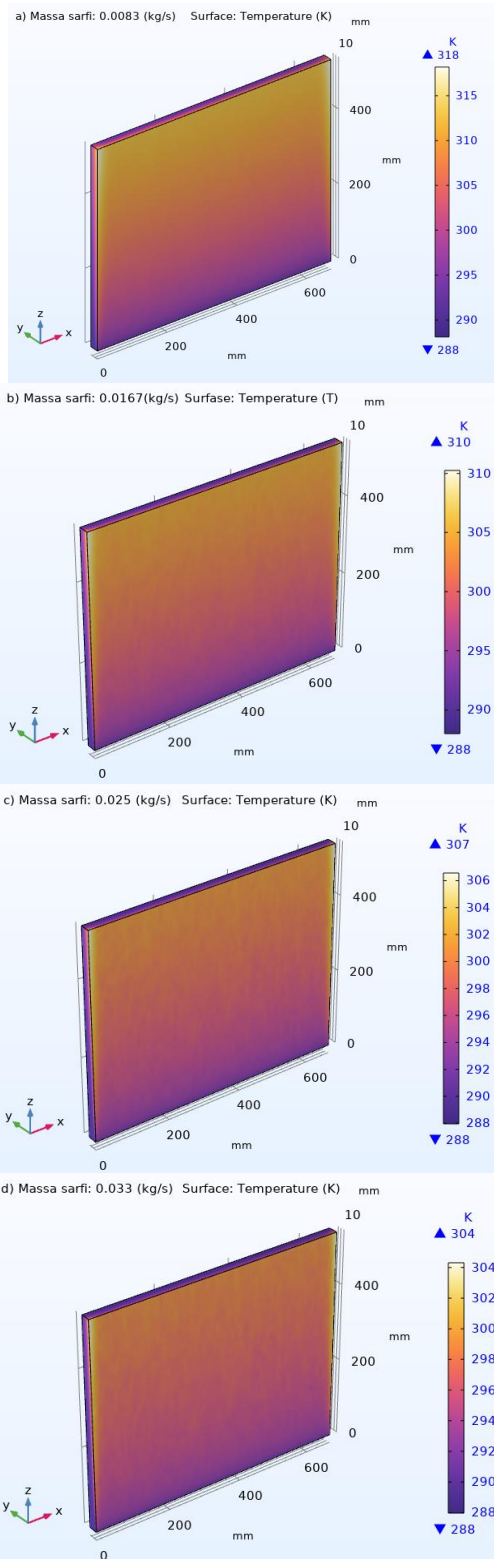 a) Massa sarfi: 0.0083 (kg/s) Surface: Temperature (K) mm
10
K
▲ 318
315
400
310
mm
305
200
300
0
295
600
400
290
200
mm
▼ 288
0
z
y
x
b) Massa sarfi: 0.0167(kg/s) Surfase: Temperature (T) mm
10
K
▲ 310
310
400
305
mm
200
300
0
295
600
400
290
200
mm
▼ 288
0
z
y
x
c) Massa sarfi: 0.025 (kg/s) Surface: Temperature (K) mm
10
K
▲ 307
306
400
304
302
mm
200
300
298
296
0
294
600
292
400
290
200
288
mm
▼ 288
0
z
y
x
d) Massa sarfi: 0.033 (kg/s) Surface: Temperature (K) mm
10
K
▲ 304
304
400
302
300
mm
200
298
296
0
294
600
292
400
290
200
288
mm
▼ 288
0
z
y
x